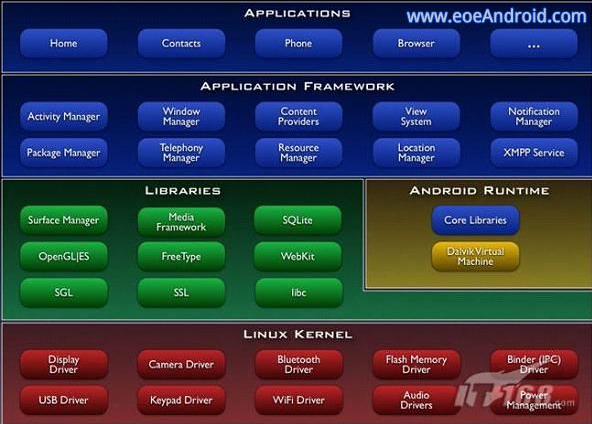 APPLICATIONS
www.eoeAndroid.com
Home
Contacts
Phone
Browser
...
APPLICATION FRAMEWORK
Activity Manager
Window
Manager
Content
Providers
View
System
Notification
Manager
Package Manager
Telephony
Manager
Resource
Manager
Location
Manager
XMPP Service
LIBRARIES
Surface Manager
Media
Framework
SQLite
OpenGL|ES
FreeType
WebKit
SGL
SSL
libc
ANDROID RUNTIME
Core Libraries
Dalvik Virtual
Machine
LINUX KERNEL
Display
Driver
Camera Driver
Bluetooth
Driver
Flash Memory
Driver
Binder (IPC)
Driver
USB Driver
Keypad Driver
WiFi Driver
Audio
Drivers
Power
Management
IT168.com